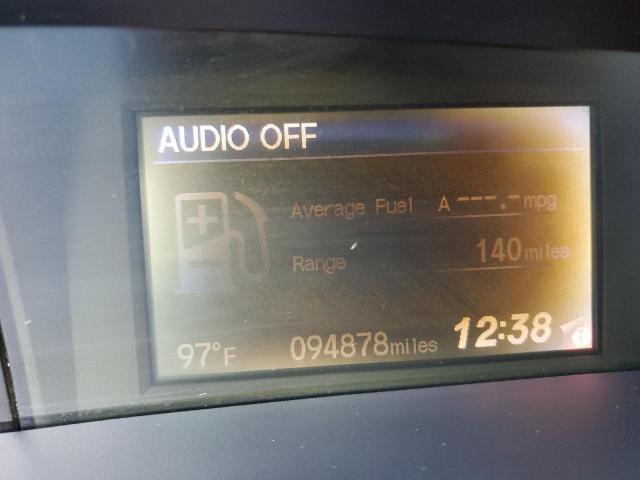 AUDIO OFF
Average Fuel A ---.- mpg
Range 140 miles
97°F 094878 miles 12:38